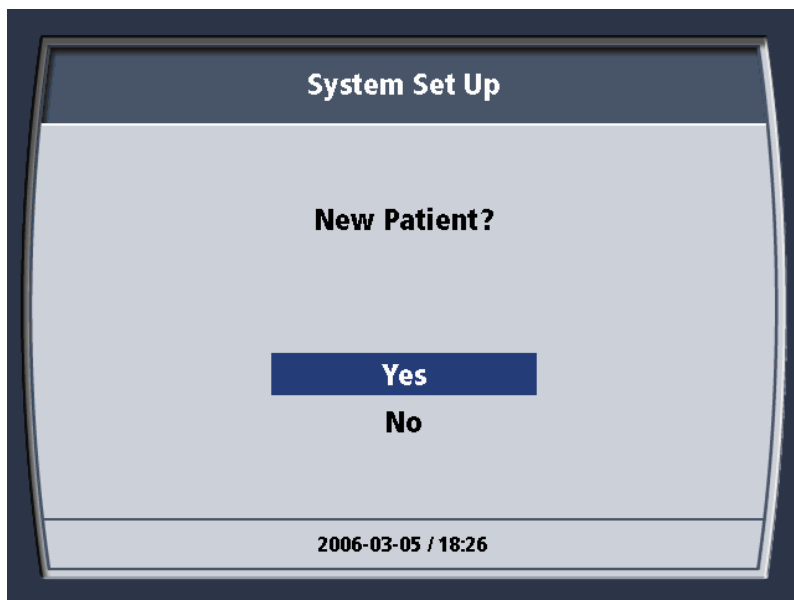 System Set Up
New Patient?
Yes
No
2006-03-05 / 18:26